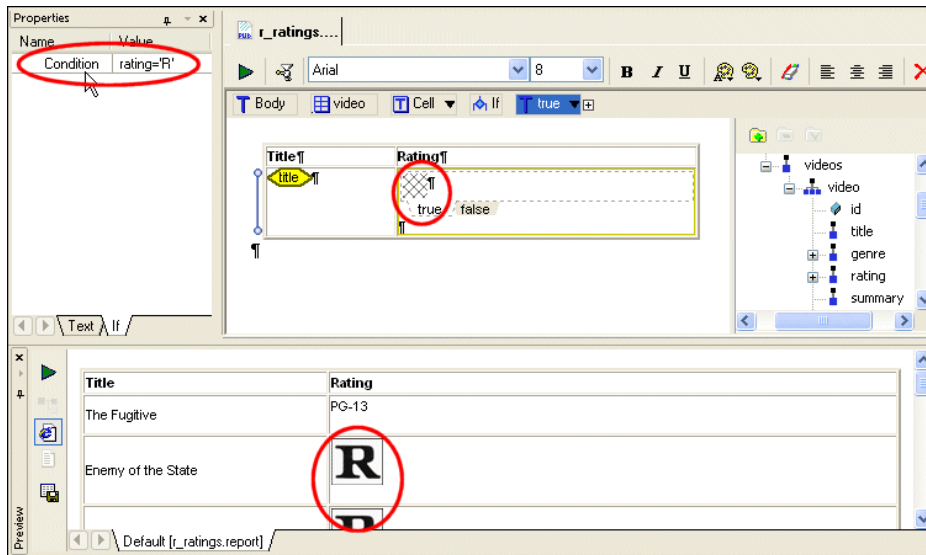 Properties
Name Value
Condition rating='R'
Text If
PUB r_ratings....
Arial 8 B I U
T Body video T Cell If T true
Title¶ Rating¶
title ¶ ¶
true false
¶
¶
videos
video
id
title
genre
rating
summary
Title Rating
The Fugitive PG-13
Enemy of the State R
R
Preview
Default [r_ratings.report]